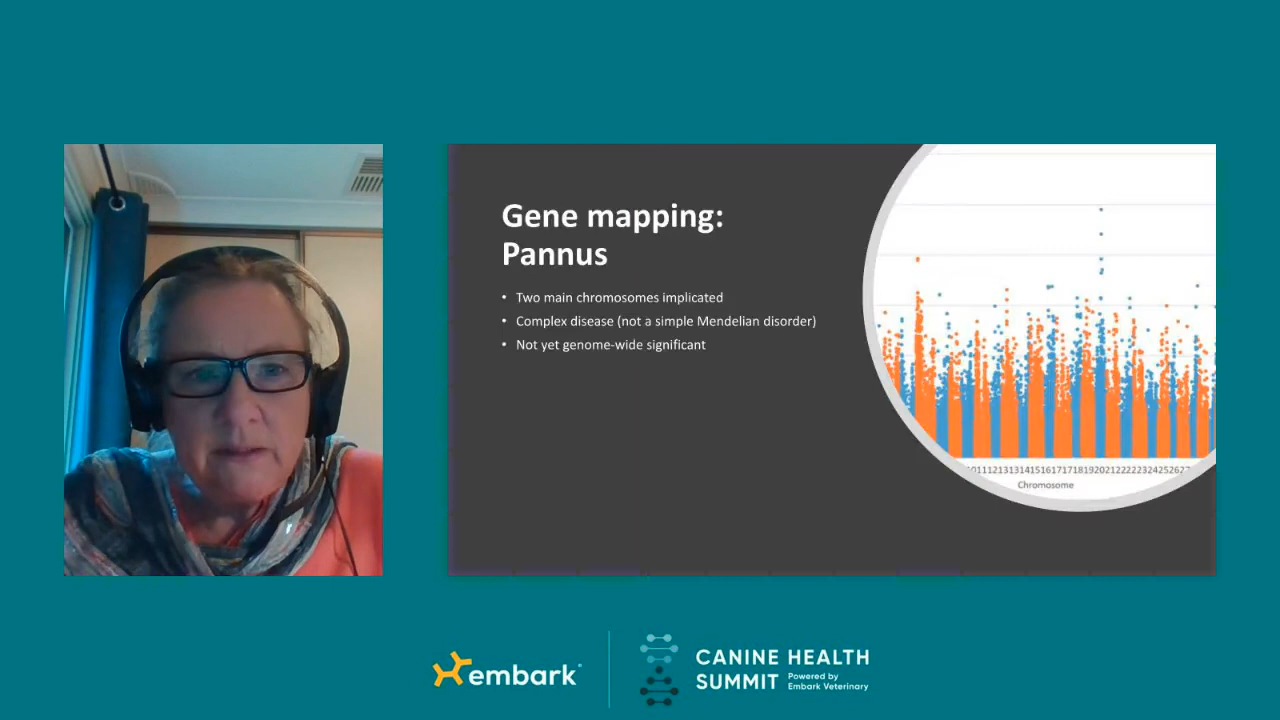 Gene mapping:
Pannus
• Two main chromosomes implicated
• Complex disease (not a simple Mendelian disorder)
• Not yet genome-wide significant
Chromosome
embark
CANINE HEALTH
SUMMIT Powered by
Embark Veterinary